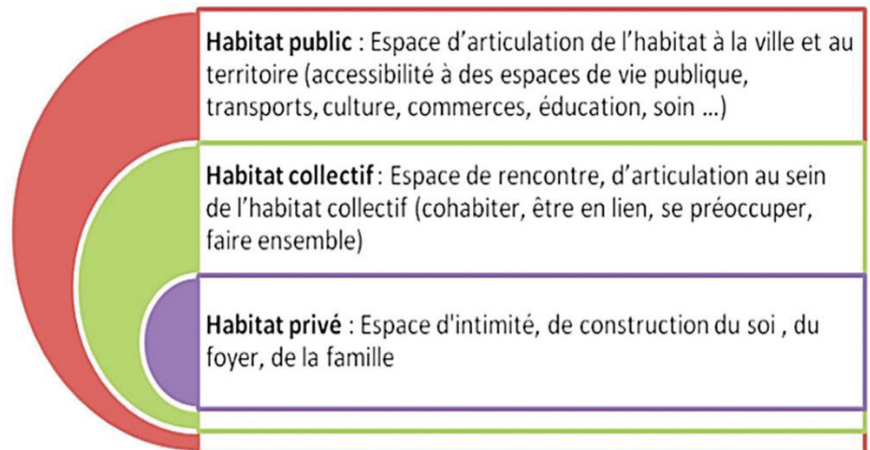 Habitat public : Espace d’articulation de l’habitat à la ville et au
territoire (accessibilité à des espaces de vie publique,
transports, culture, commerces, éducation, soin ...)
Habitat collectif : Espace de rencontre, d’articulation au sein
de l’habitat collectif (cohabiter, être en lien, se préoccuper,
faire ensemble)
Habitat privé : Espace d'intimité, de construction du soi , du
foyer, de la famille